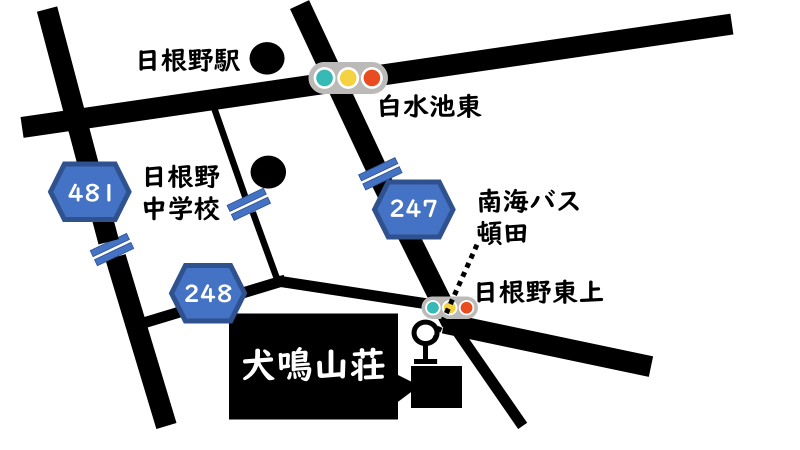 日根野駅
白水池東
481
日根野
中学校
247
南海バス
頓田
248
日根野東上
犬鳴山荘